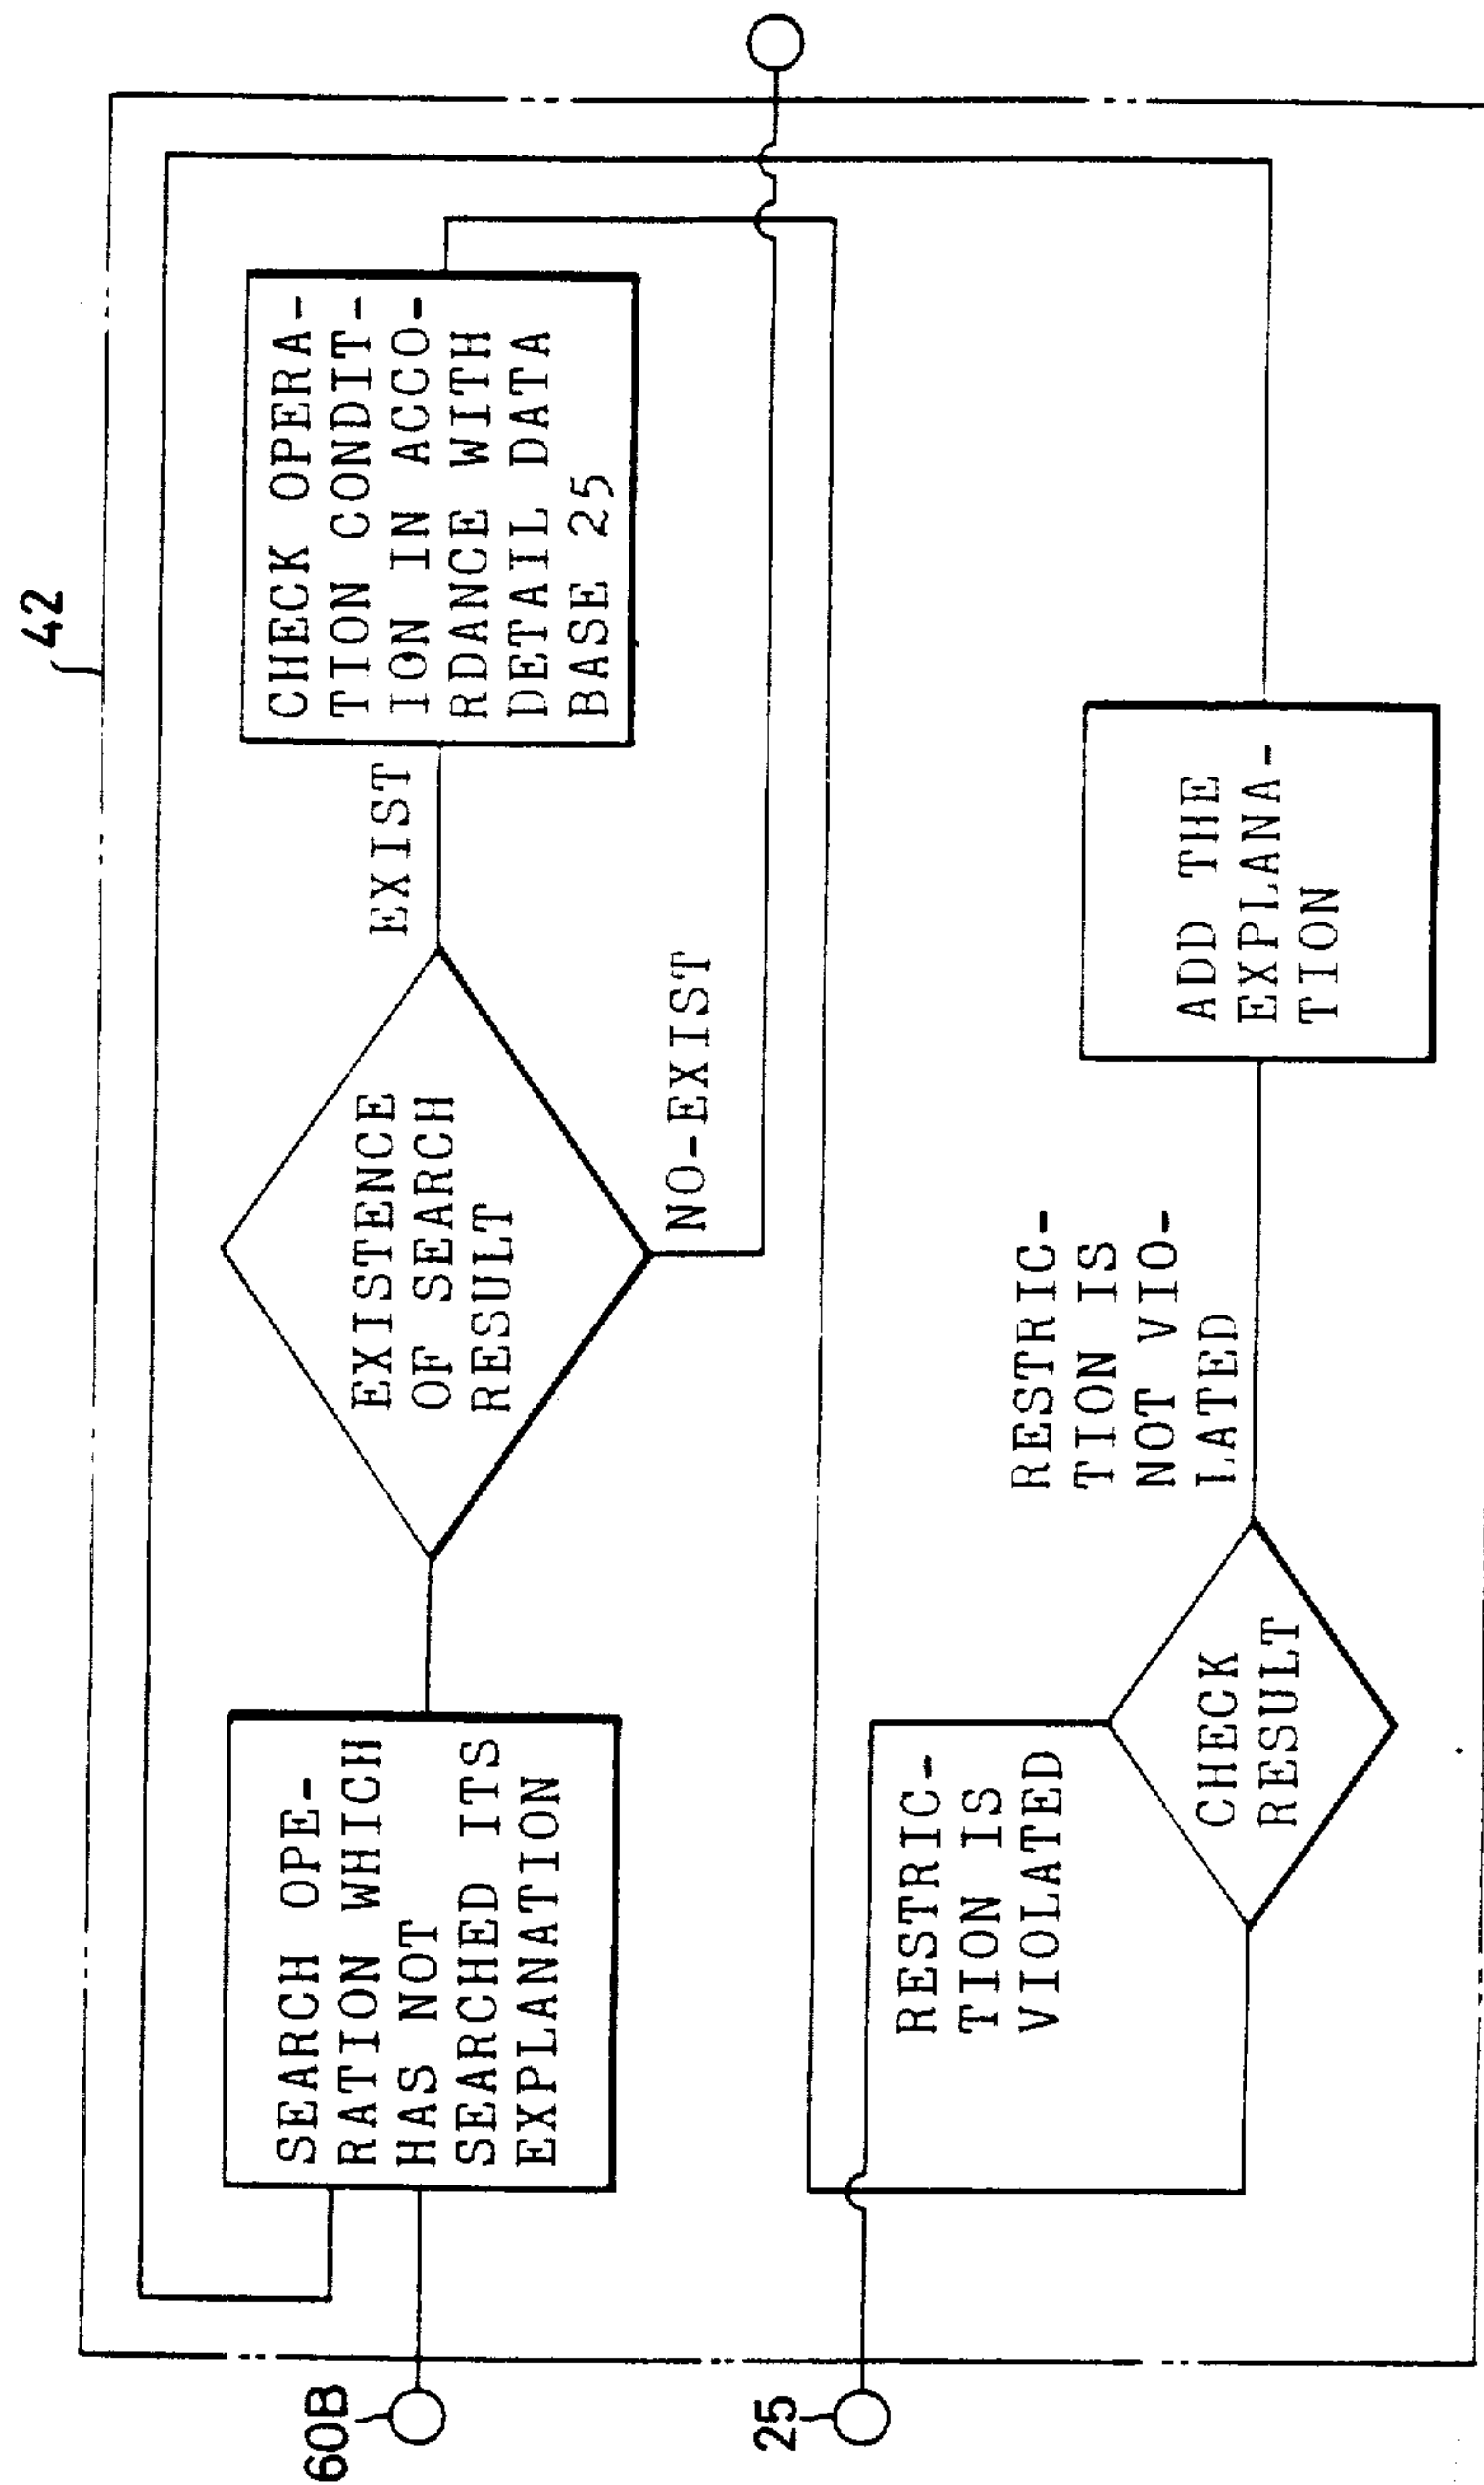 42
60B
SEARCH OPE-
RATION WHICH
HAS NOT
SEARCHED ITS
EXPLANATION
EXISTENCE
OF SEARCH
RESULT
EXIST
NO-EXIST
CHECK OPERA-
TION CONDIT-
ION IN ACCO-
RDANCE WITH
DETAIL DATA
BASE 25
25
RESTRIC-
TION IS
VIOLATED
CHECK
RESULT
RESTRIC-
TION IS
NOT VIO-
LATED
ADD THE
EXPLANA-
TION